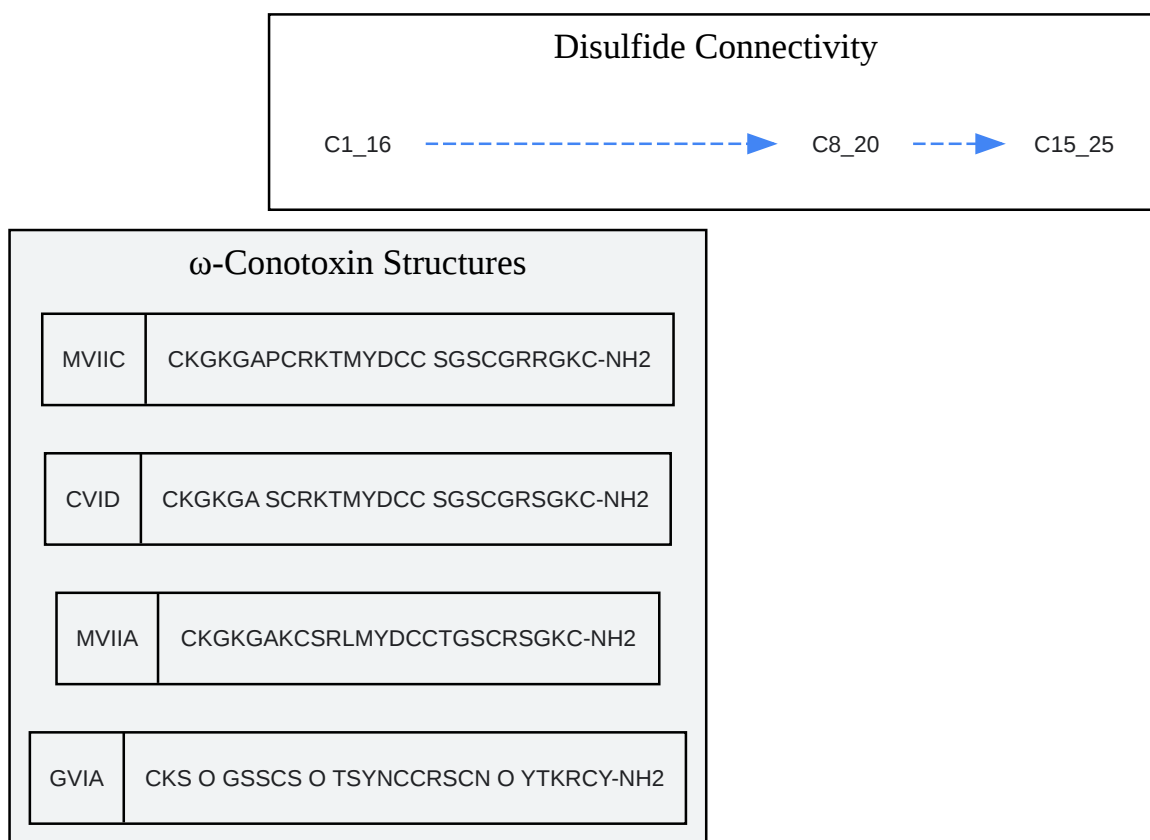 Disulfide Connectivity
C1_16 C8_20 C15_25
ω-Conotoxin Structures
MVIIC CKGKGAPCRKTMYDCC SGSCGRRGKC-NH2
CVID CKGKGA SCRKTMYDCC SGSCGRSGKC-NH2
MVIIA CKGKGAKCSRLMYDCCTGSCRSGKC-NH2
GVIA CKS O GSSCS O TSYNCCRSCN O YTKRCY-NH2